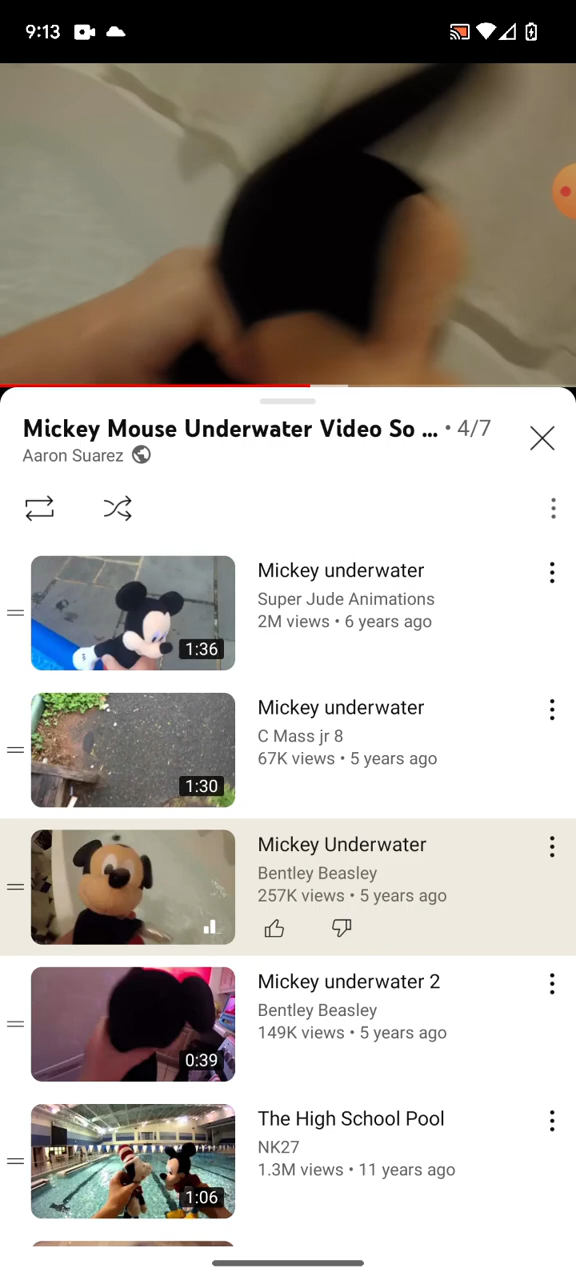 9:13
Mickey Mouse Underwater Video So ... • 4/7
Aaron Suarez
Mickey underwater
Super Jude Animations
2M views • 6 years ago
1:36
Mickey underwater
C Mass jr 8
67K views • 5 years ago
1:30
Mickey Underwater
Bentley Beasley
257K views • 5 years ago
Mickey underwater 2
Bentley Beasley
149K views • 5 years ago
0:39
The High School Pool
NK27
1.3M views • 11 years ago
1:06